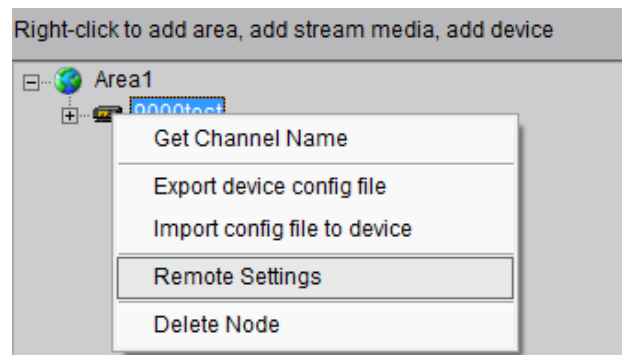 Right-click to add area, add stream media, add device
Area1
9000test
Get Channel Name
Export device config file
Import config file to device
Remote Settings
Delete Node